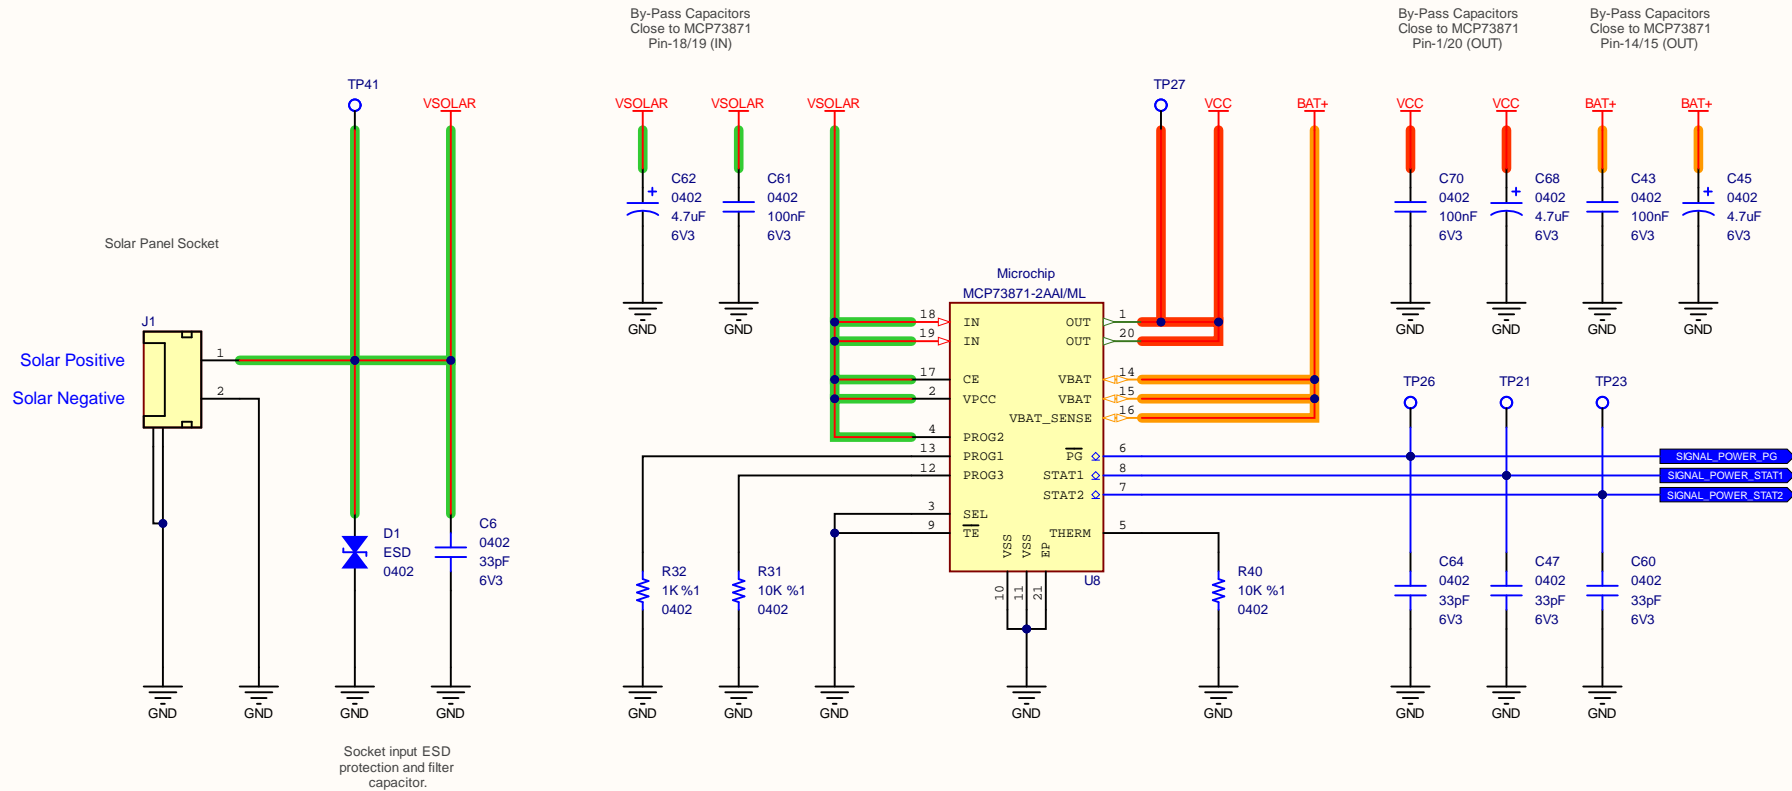 By-Pass Capacitors
Close to MCP73871
Pin-18/19 (IN)
By-Pass Capacitors
Close to MCP73871
Pin-1/20 (OUT)
By-Pass Capacitors
Close to MCP73871
Pin-14/15 (OUT)
TP41
VSOLAR
VSOLAR
VSOLAR
VSOLAR
TP27
VCC
BAT+
VCC
VCC
BAT+
BAT+
C62
0402
4.7uF
6V3
C61
0402
100nF
6V3
C70
0402
100nF
6V3
C68
0402
4.7uF
6V3
C43
0402
100nF
6V3
C45
0402
4.7uF
6V3
GND
GND
GND
GND
GND
GND
Solar Panel Socket
J1
Solar Positive
1
Solar Negative
2
Microchip
MCP73871-2AAI/ML
18
IN
19
IN
17
CE
2
VPCC
4
PROG2
13
PROG1
12
PROG3
3
SEL
9
TE
OUT
1
OUT
20
VBAT
14
VBAT
15
VBAT_SENSE
16
PG
6
STAT1
8
STAT2
7
THERM
5
VSS
VSS
EP
10
11
21
U8
TP26
TP21
TP23
SIGNAL_POWER_PG
SIGNAL_POWER_STAT1
SIGNAL_POWER_STAT2
D1
ESD
0402
C6
0402
33pF
6V3
R32
1K %1
0402
R31
10K %1
0402
R40
10K %1
0402
C64
0402
33pF
6V3
C47
0402
33pF
6V3
C60
0402
33pF
6V3
GND
GND
GND
GND
GND
GND
GND
GND
GND
GND
GND
GND
Socket input ESD
protection and filter
capacitor.